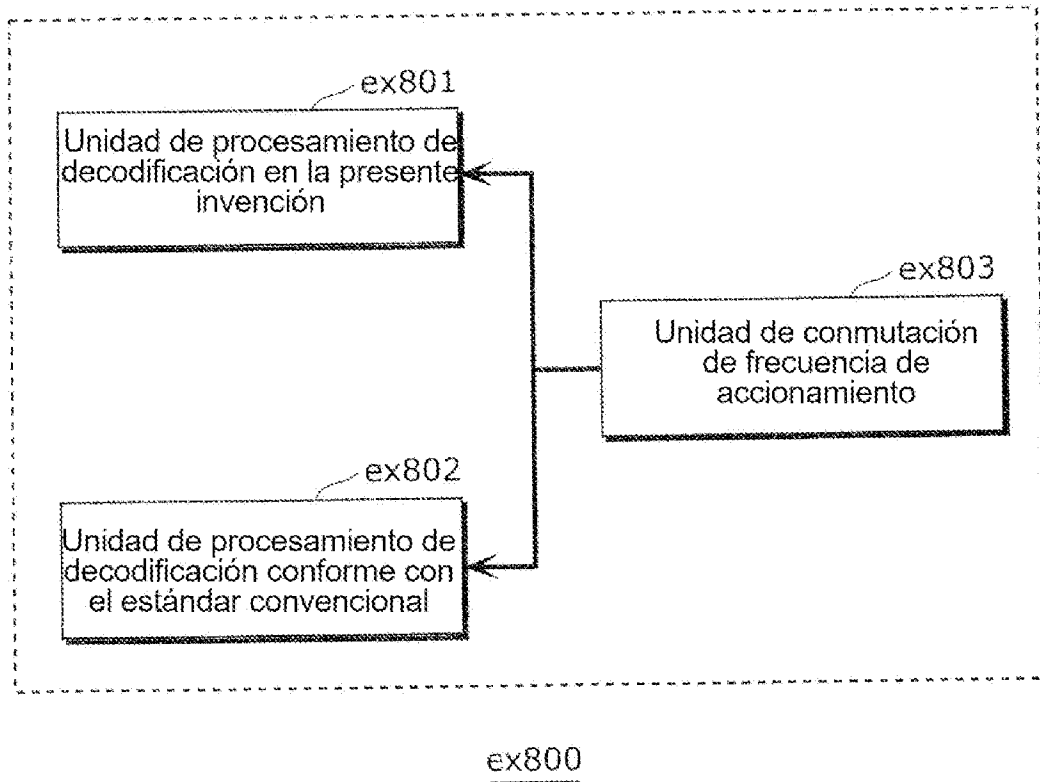 ex801
Unidad de procesamiento de
decodificación en la presente
invención
ex803
Unidad de conmutación
de frecuencia de
accionamiento
ex802
Unidad de procesamiento de
decodificación conforme con
el estándar convencional
ex800